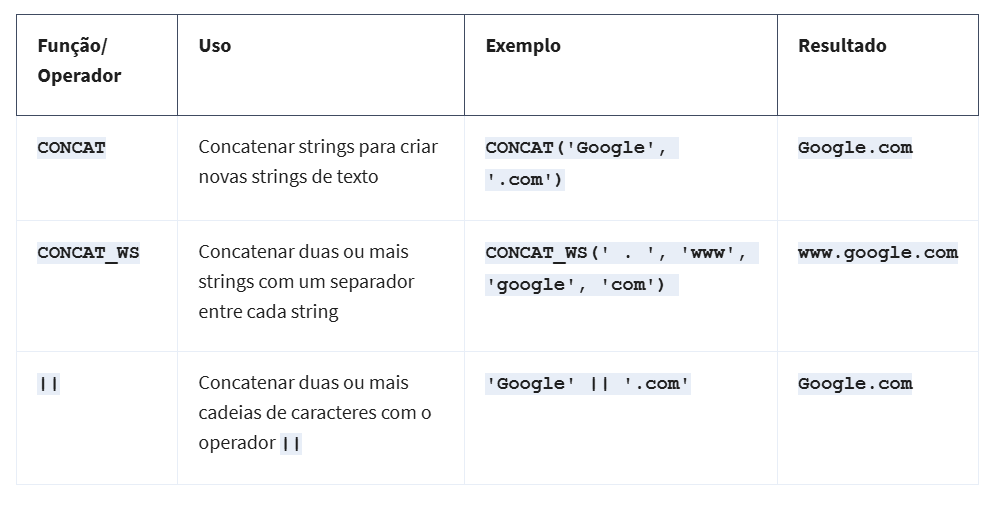 Função/
Operador
Uso
Exemplo
Resultado
CONCAT
Concatenar strings para criar
novas strings de texto
CONCAT('Google',
'.com')
Google.com
CONCAT_WS
Concatenar duas ou mais
strings com um separador
entre cada string
CONCAT_WS(' . ', 'www',
'google', 'com')
www.google.com
||
Concatenar duas ou mais
cadeias de caracteres com o
operador ||
'Google' || '.com'
Google.com